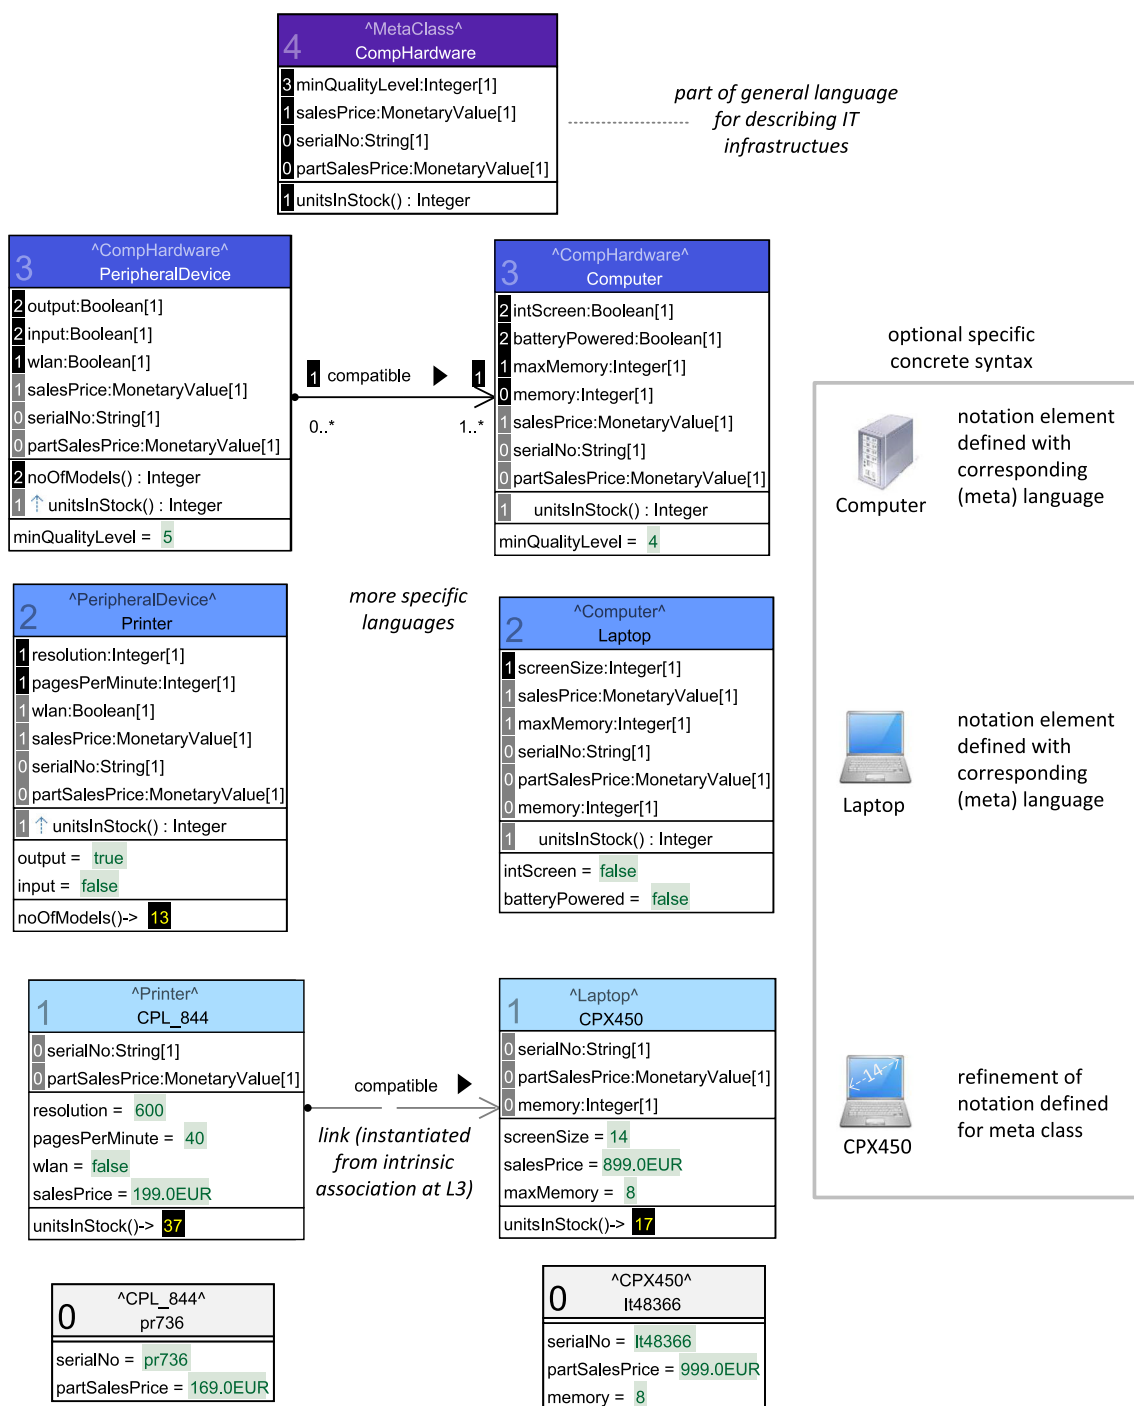 ^MetaClass^
4
CompHardware
3 minQualityLevel:Integer[1]
1 salesPrice:MonetaryValue[1]
0 serialNo:String[1]
0 partSalesPrice:MonetaryValue[1]
1 unitsInStock() : Integer
part of general language
for describing IT
infrastructues
^CompHardware^
3
PeripheralDevice
2 output:Boolean[1]
2 input:Boolean[1]
1 wlan:Boolean[1]
1 salesPrice:MonetaryValue[1]
0 serialNo:String[1]
0 partSalesPrice:MonetaryValue[1]
2 noOfModels() : Integer
1 ↑ unitsInStock() : Integer
minQualityLevel = 5
1 compatible ▶ 1
0..* 1..*
^CompHardware^
3
Computer
2 intScreen:Boolean[1]
2 batteryPowered:Boolean[1]
1 maxMemory:Integer[1]
0 memory:Integer[1]
1 salesPrice:MonetaryValue[1]
0 serialNo:String[1]
0 partSalesPrice:MonetaryValue[1]
1 unitsInStock() : Integer
minQualityLevel = 4
optional specific
concrete syntax
Computer
notation element
defined with
corresponding
(meta) language
^PeripheralDevice^
2
Printer
1 resolution:Integer[1]
1 pagesPerMinute:Integer[1]
1 wlan:Boolean[1]
1 salesPrice:MonetaryValue[1]
0 serialNo:String[1]
0 partSalesPrice:MonetaryValue[1]
1 ↑ unitsInStock() : Integer
output = true
input = false
noOfModels()-> 13
more specific
languages
^Computer^
2
Laptop
1 screenSize:Integer[1]
1 salesPrice:MonetaryValue[1]
1 maxMemory:Integer[1]
0 serialNo:String[1]
0 partSalesPrice:MonetaryValue[1]
0 memory:Integer[1]
1 unitsInStock() : Integer
intScreen = false
batteryPowered = false
Laptop
notation element
defined with
corresponding
(meta) language
^Printer^
1
CPL_844
0 serialNo:String[1]
0 partSalesPrice:MonetaryValue[1]
resolution = 600
pagesPerMinute = 40
wlan = false
salesPrice = 199.0EUR
unitsInStock()-> 37
compatible ▶
link (instantiated
from intrinsic
association at L3)
^Laptop^
1
CPX450
0 serialNo:String[1]
0 partSalesPrice:MonetaryValue[1]
0 memory:Integer[1]
screenSize = 14
salesPrice = 899.0EUR
maxMemory = 8
unitsInStock()-> 17
<--14-->
CPX450
refinement of
notation defined
for meta class
^CPL_844^
0
pr736
serialNo = pr736
partSalesPrice = 169.0EUR
^CPX450^
0
lt48366
serialNo = lt48366
partSalesPrice = 999.0EUR
memory = 8